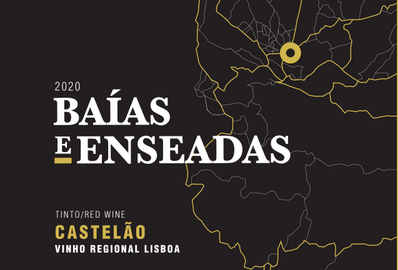 2020
BAÍAS
E ENSEADAS
TINTO/RED WINE
CASTELÃO
VINHO REGIONAL LISBOA